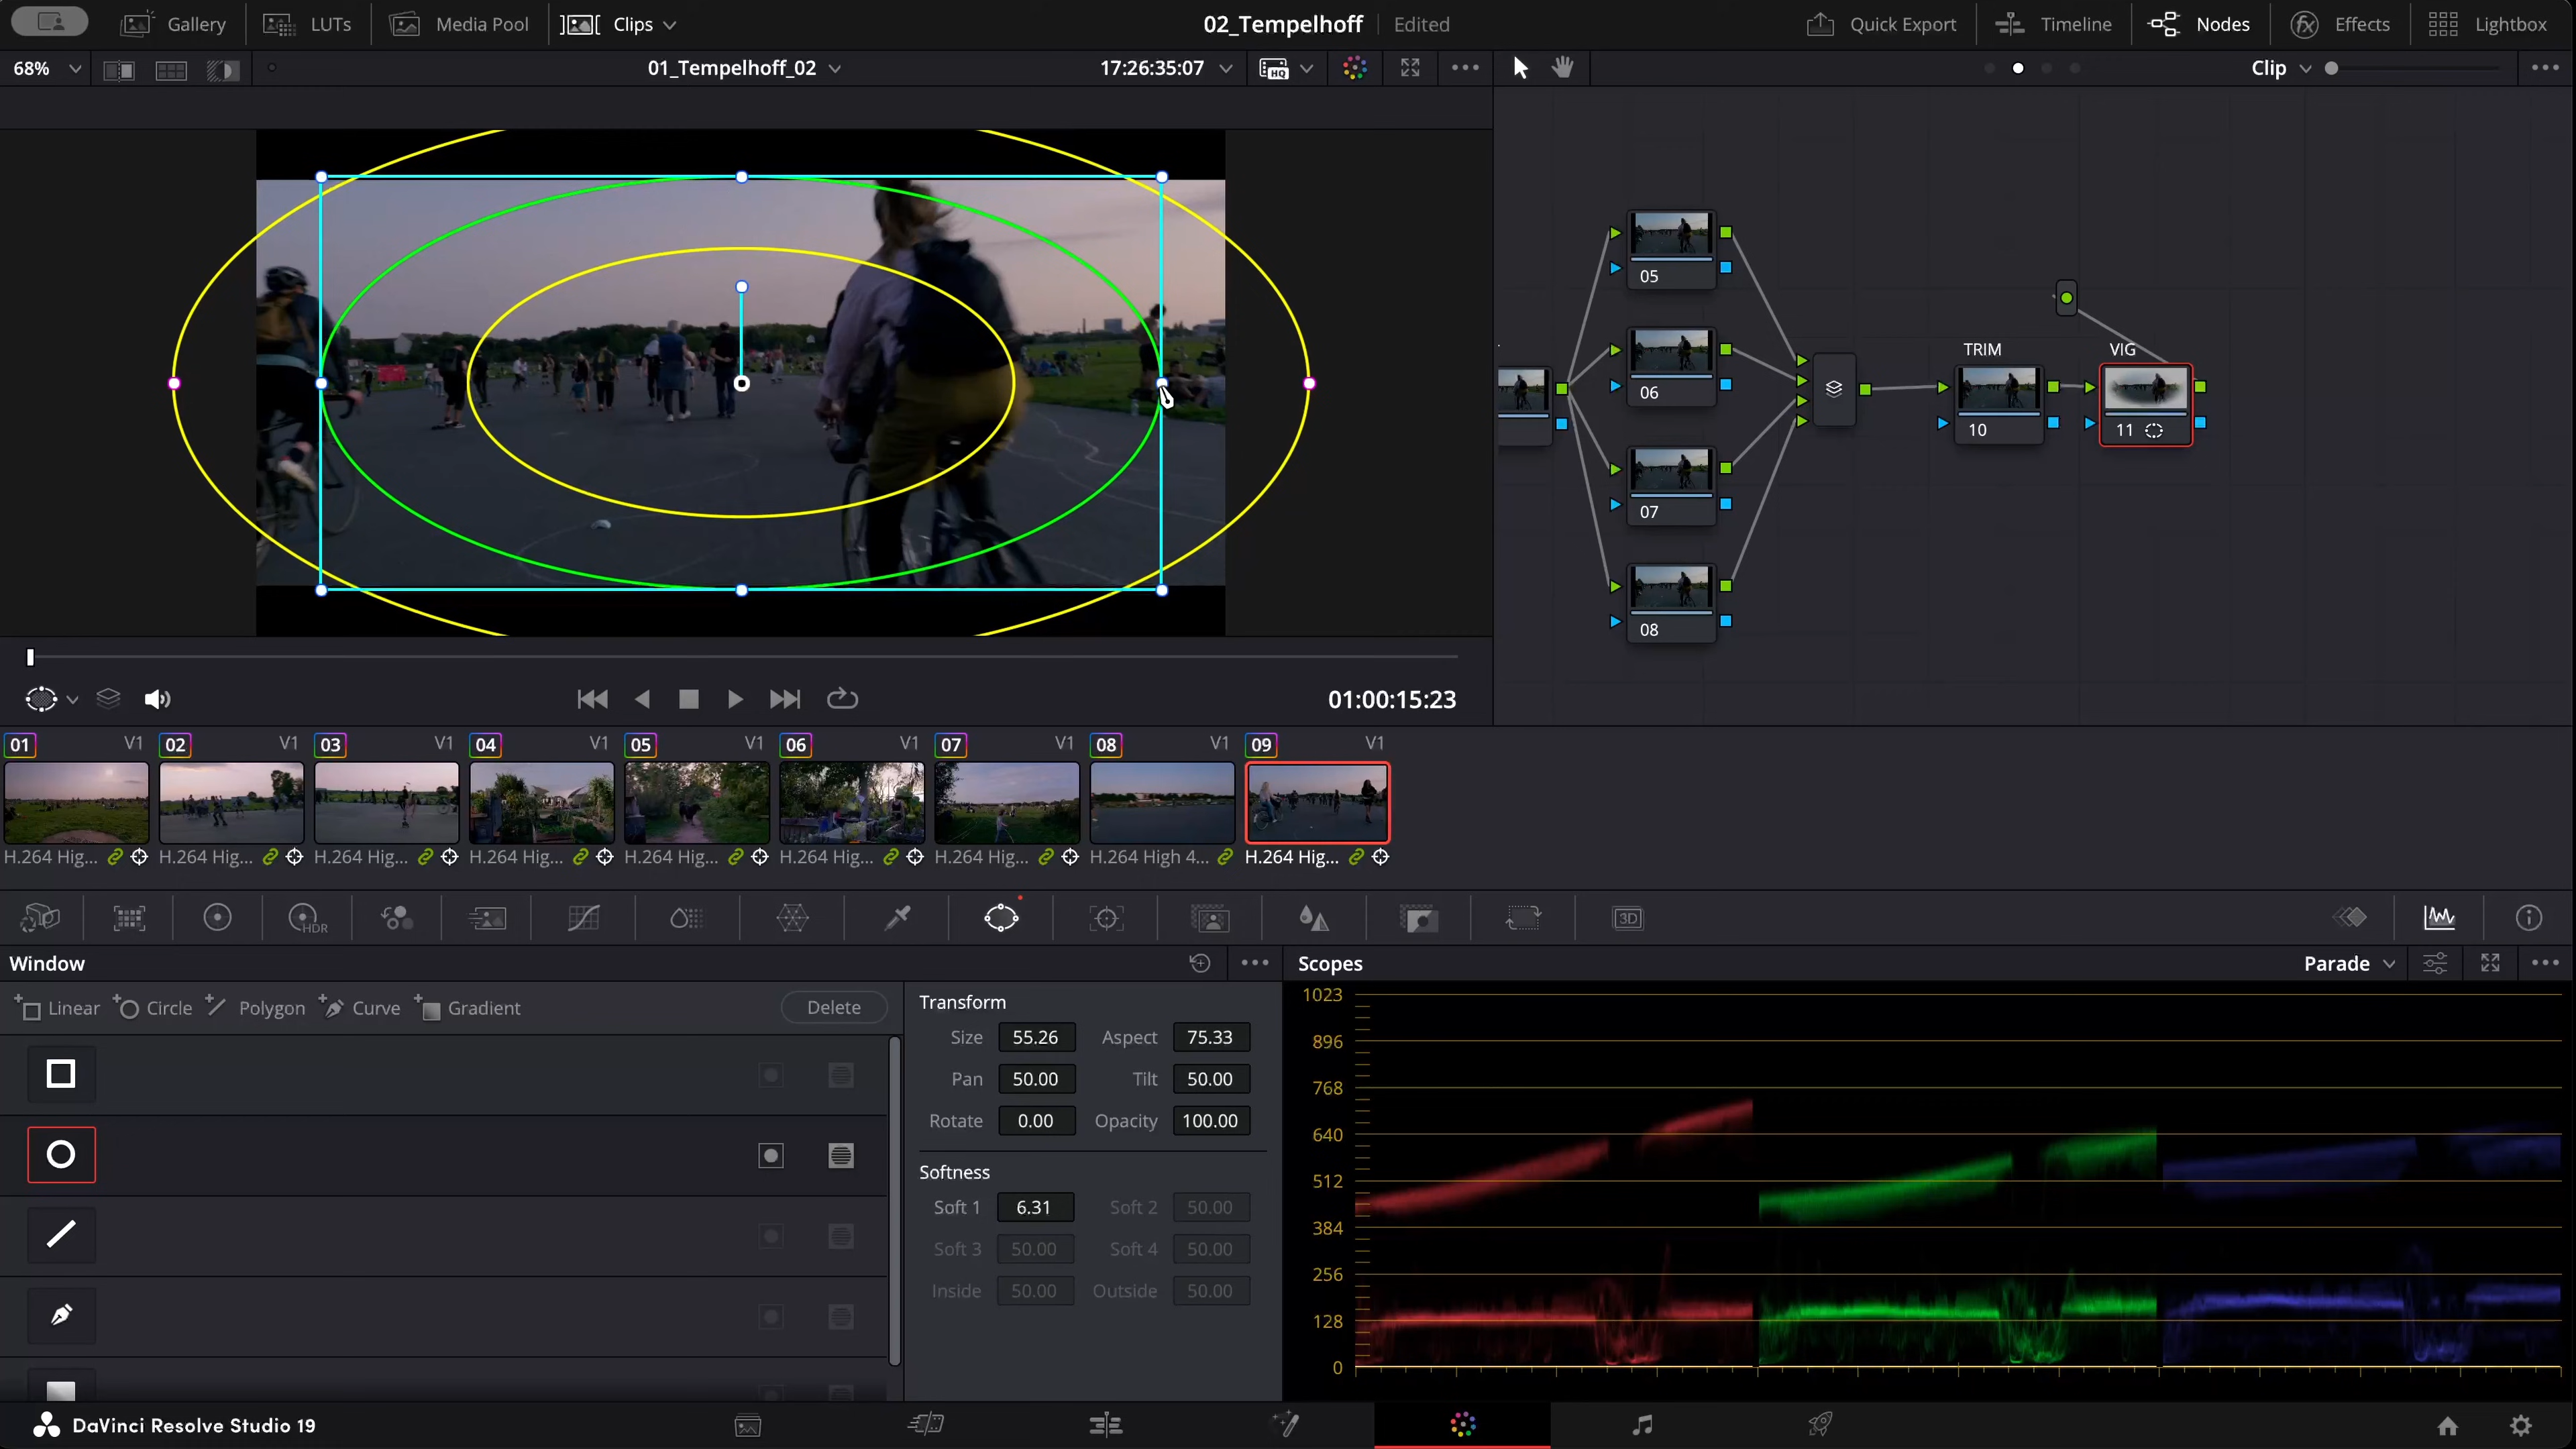 Gallery LUTs Media Pool Clips 02_Tempelhoff Edited Quick Export Timeline Nodes Effects Lightbox
68% 01_Tempelhoff_02 17:26:35:07 HQ Clip
05
06
07
08
TRIM
10
VIG
11
01:00:15:23
01 V1 02 V1 03 V1 04 V1 05 V1 06 V1 07 V1 08 V1 09 V1
H.264 Hig... H.264 Hig... H.264 Hig... H.264 Hig... H.264 Hig... H.264 Hig... H.264 Hig... H.264 High 4... H.264 Hig...
HDR 3D
Window
Linear Circle Polygon Curve Gradient Delete
Transform
Size 55.26 Aspect 75.33
Pan 50.00 Tilt 50.00
Rotate 0.00 Opacity 100.00
Softness
Soft 1 6.31 Soft 2 50.00
Soft 3 50.00 Soft 4 50.00
Inside 50.00 Outside 50.00
Scopes Parade
1023
896
768
640
512
384
256
128
0
DaVinci Resolve Studio 19